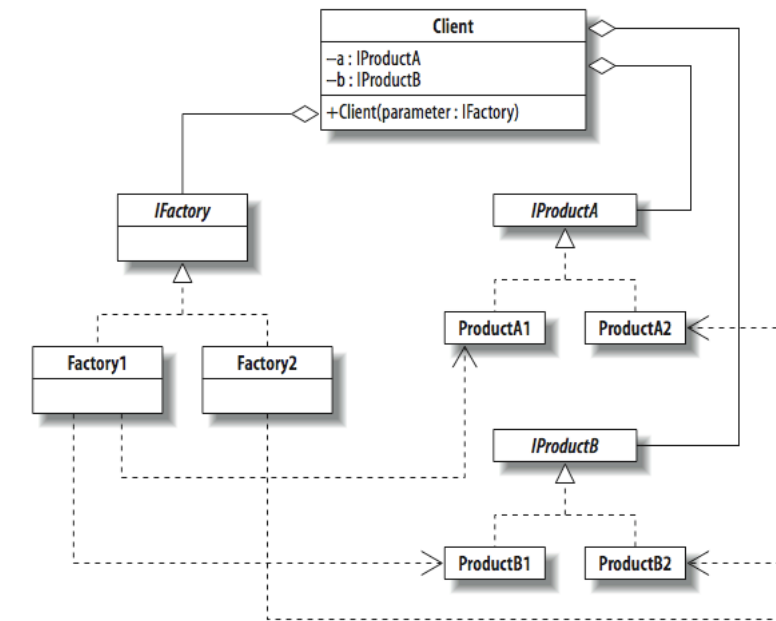 Client
–a : IProductA
–b : IProductB
+Client(parameter : IFactory)
IFactory
IProductA
ProductA1
ProductA2
Factory1
Factory2
IProductB
ProductB1
ProductB2